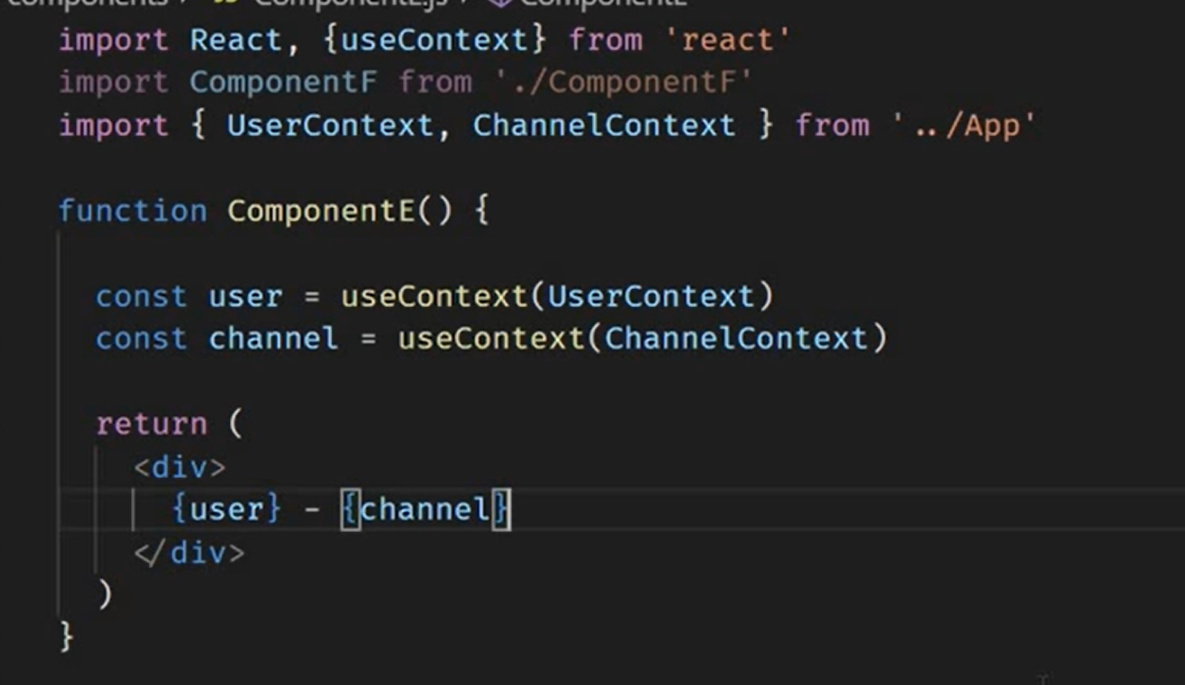 import React, {useContext} from 'react'
import ComponentF from './ComponentF'
import { UserContext, ChannelContext } from '../App'
function ComponentE() {
const user = useContext(UserContext)
const channel = useContext(ChannelContext)
return (
<div>
{user} - {channel}
</div>
)
}